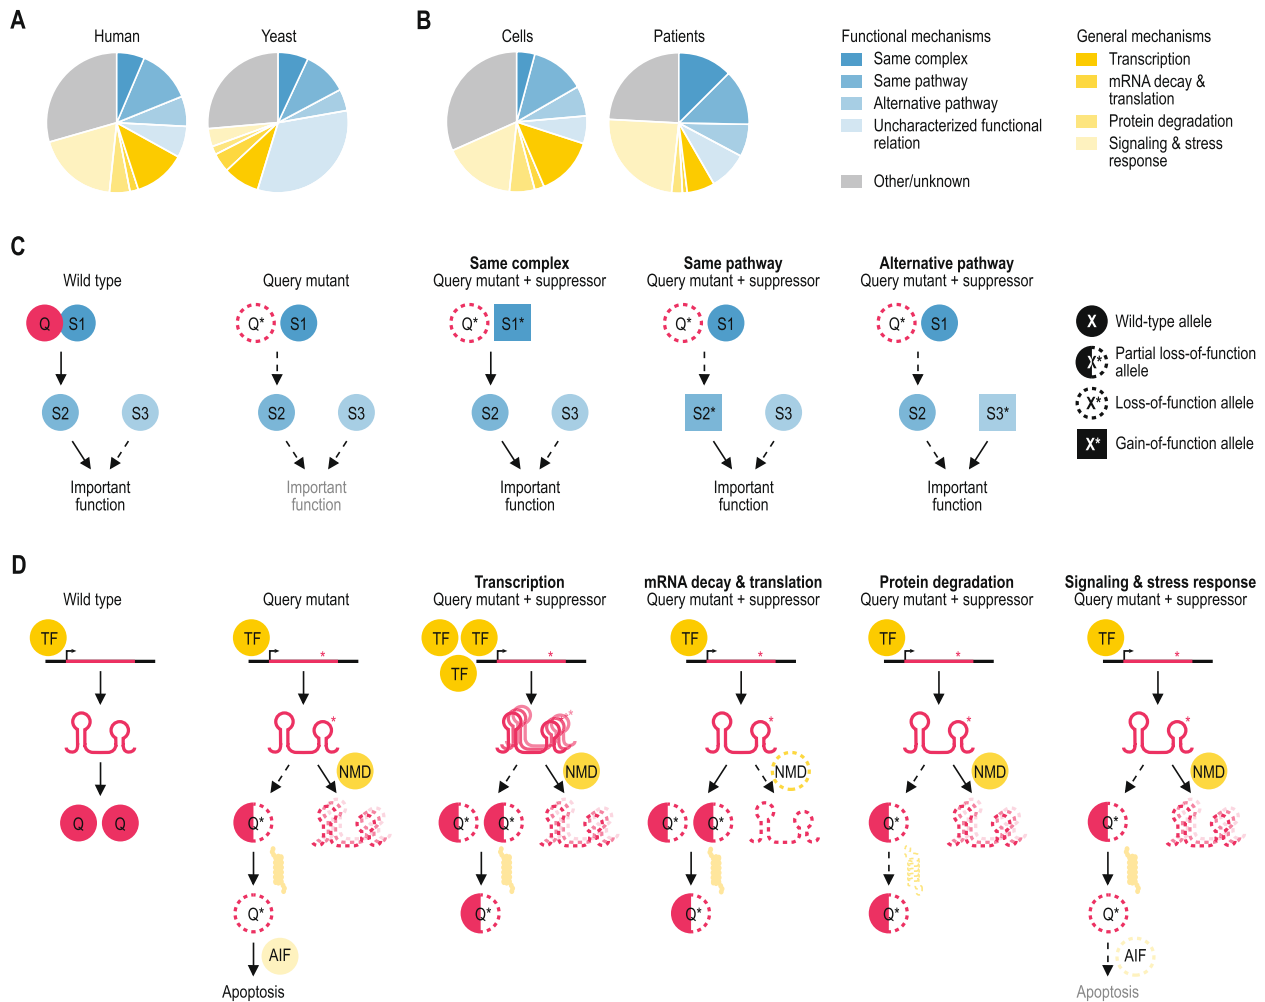 A
Human
Yeast
B
Cells
Patients
Functional mechanisms
Same complex
Same pathway
Alternative pathway
Uncharacterized functional
relation
Other/unknown
General mechanisms
Transcription
mRNA decay &
translation
Protein degradation
Signaling & stress
response
C
Wild type
Query mutant
Same complex
Query mutant + suppressor
Same pathway
Query mutant + suppressor
Alternative pathway
Query mutant + suppressor
Q S1
Q* S1
Q* S1*
Q* S1
Q* S1
S2 S3
S2 S3
S2 S3
S2* S3
S2 S3*
Important
function
Important
function
Important
function
Important
function
Important
function
X Wild-type allele
X* Partial loss-of-function
allele
X* Loss-of-function allele
X* Gain-of-function allele
D
Wild type
Query mutant
Transcription
Query mutant + suppressor
mRNA decay & translation
Query mutant + suppressor
Protein degradation
Query mutant + suppressor
Signaling & stress response
Query mutant + suppressor
TF
TF *
TF TF TF *
TF *
TF *
TF *
*
*
*
*
*
NMD
NMD
NMD
NMD
NMD
Q Q
Q*
Q* Q*
Q* Q*
Q*
Q*
Q*
Q*
Q*
Q*
Q*
AIF
AIF
Apoptosis
Apoptosis